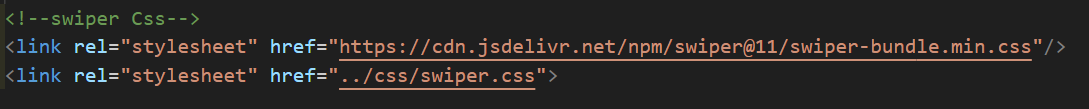 <!--swiper Css-->
<link rel="stylesheet" href="https://cdn.jsdelivr.net/npm/swiper@11/swiper-bundle.min.css"/>
<link rel="stylesheet" href="../css/swiper.css">